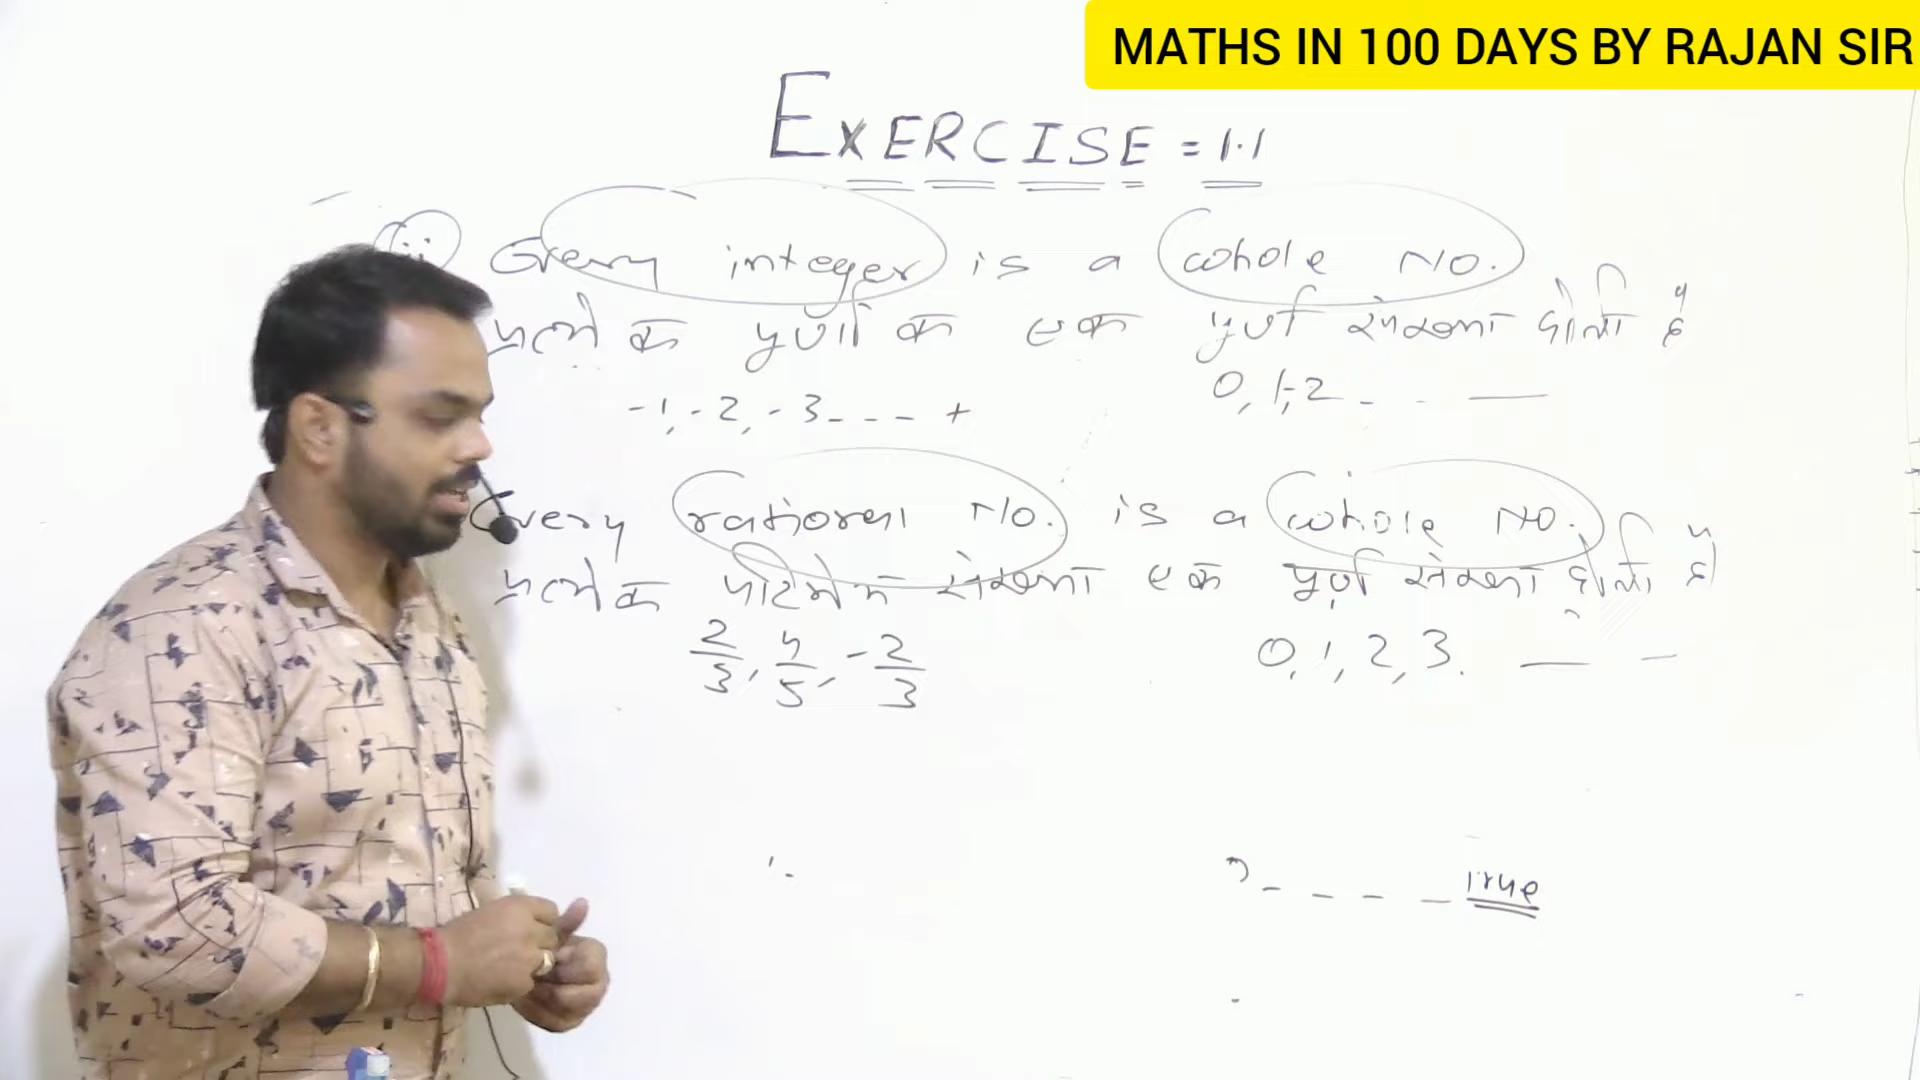 MATHS IN 100 DAYS BY RAJAN SIR
EXERCISE = 1.1
(ii) Every integer is a whole No.
प्रत्येक पूर्णांक एक पूर्ण संख्या होती है
-1, -2, -3 - - - +
0, 1, 2 - - —
Every rational No. is a whole No.
प्रत्येक परिमेय संख्या एक पूर्ण संख्या होती है
2/3, 4/5, -2/3
0, 1, 2, 3. — —
- - - - True